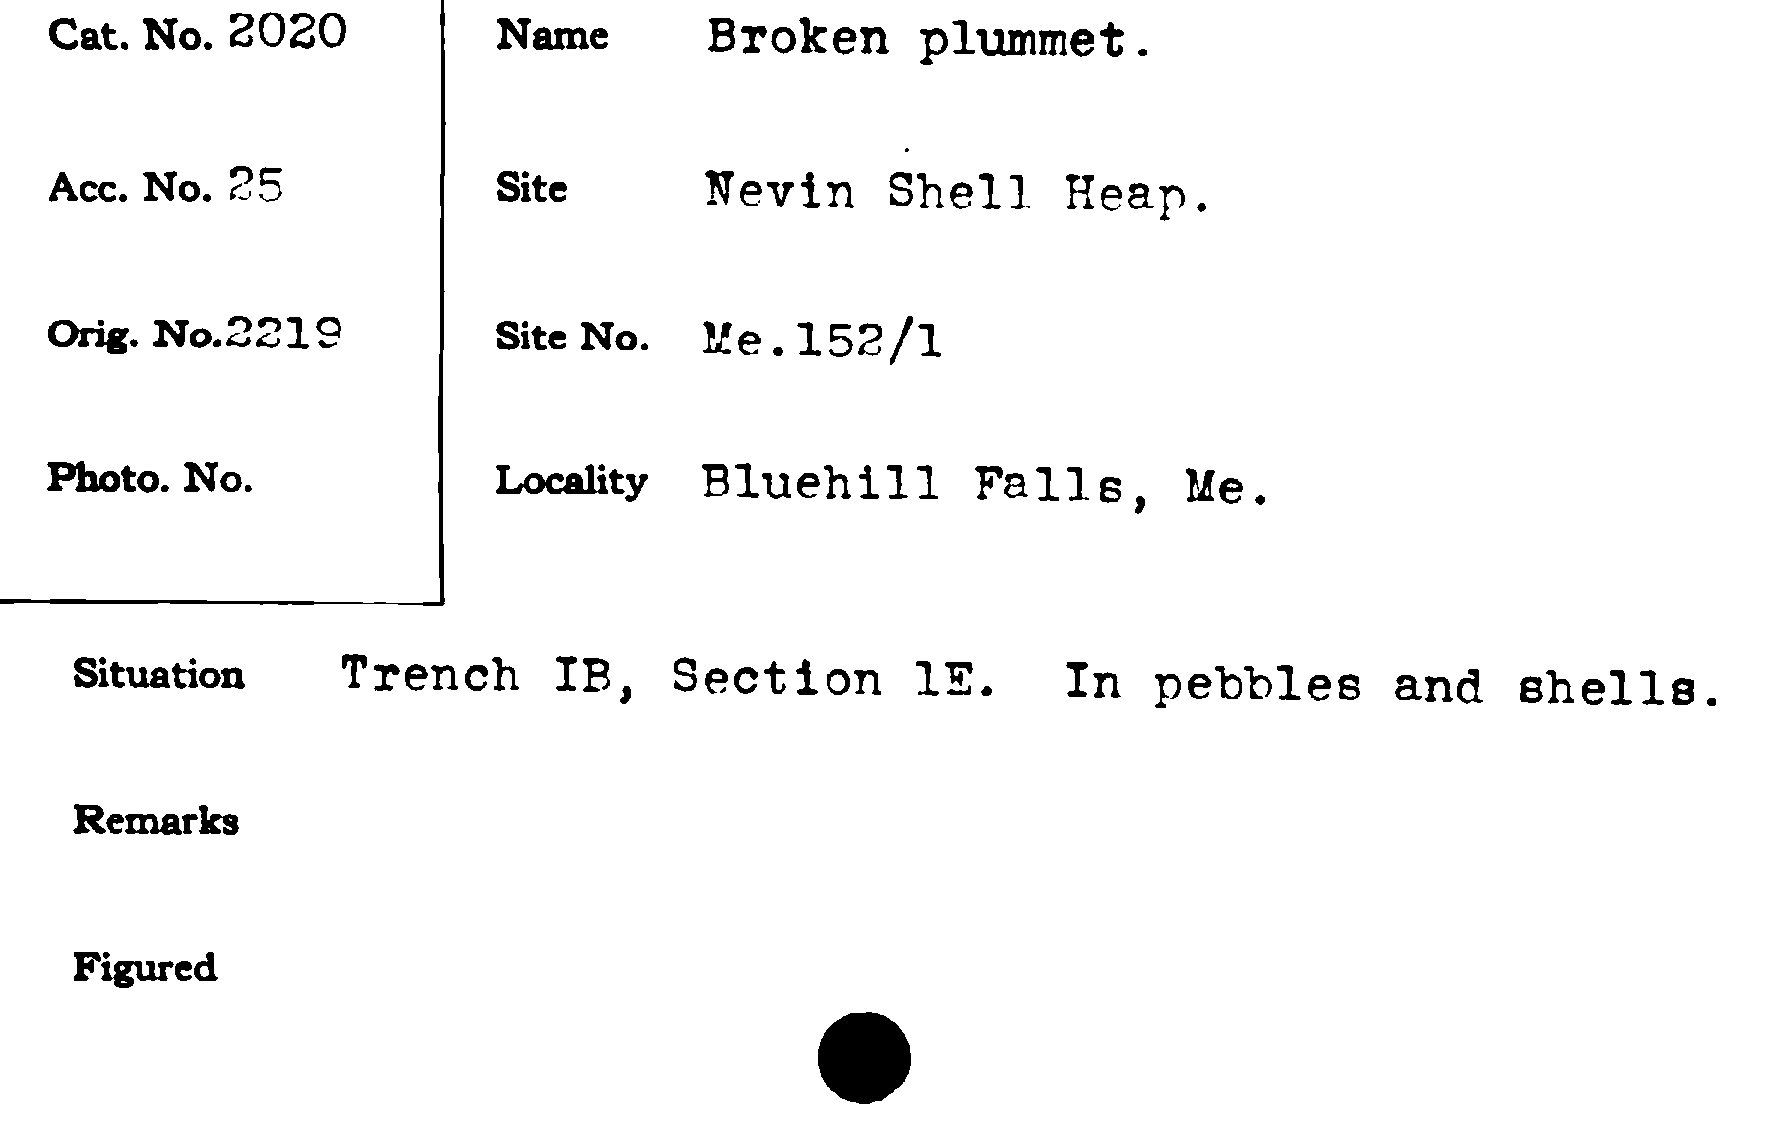 Cat. No. 2020
Name Broken plummet.
Acc. No. 25
Site Nevin Shell Heap.
Orig. No. 2219
Site No. Me.152/1
Photo. No.
Locality Bluehill Falls, Me.
Situation Trench IB, Section 1E. In pebbles and shells.
Remarks
Figured